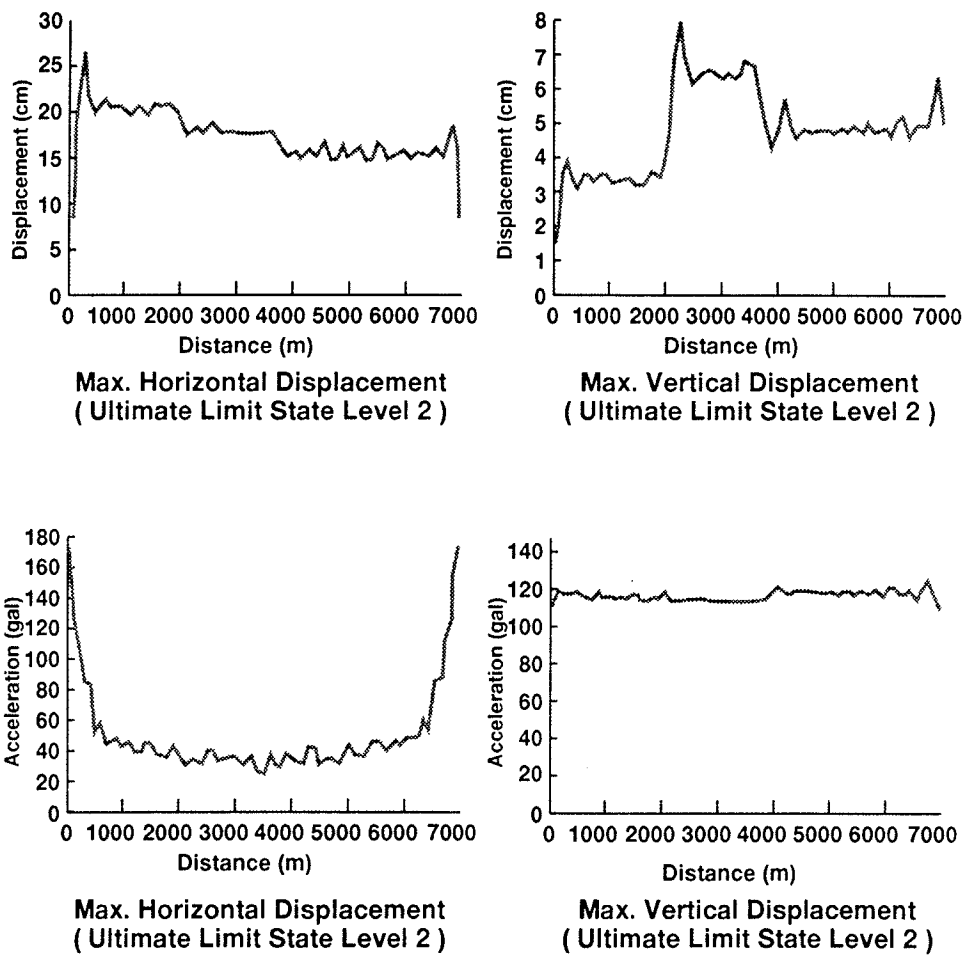 30
25
20
15
10
5
0
Displacement (cm)
0 1000 2000 3000 4000 5000 6000 7000
Distance (m)
Max. Horizontal Displacement
( Ultimate Limit State Level 2 )
8
7
6
5
4
3
2
1
0
Displacement (cm)
0 1000 2000 3000 4000 5000 6000 7000
Distance (m)
Max. Vertical Displacement
( Ultimate Limit State Level 2 )
180
160
140
120
100
80
60
40
20
0
Acceleration (gal)
0 1000 2000 3000 4000 5000 6000 7000
Distance (m)
Max. Horizontal Displacement
( Ultimate Limit State Level 2 )
140
120
100
80
60
40
20
0
Acceleration (gal)
0 1000 2000 3000 4000 5000 6000 7000
Distance (m)
Max. Vertical Displacement
( Ultimate Limit State Level 2 )